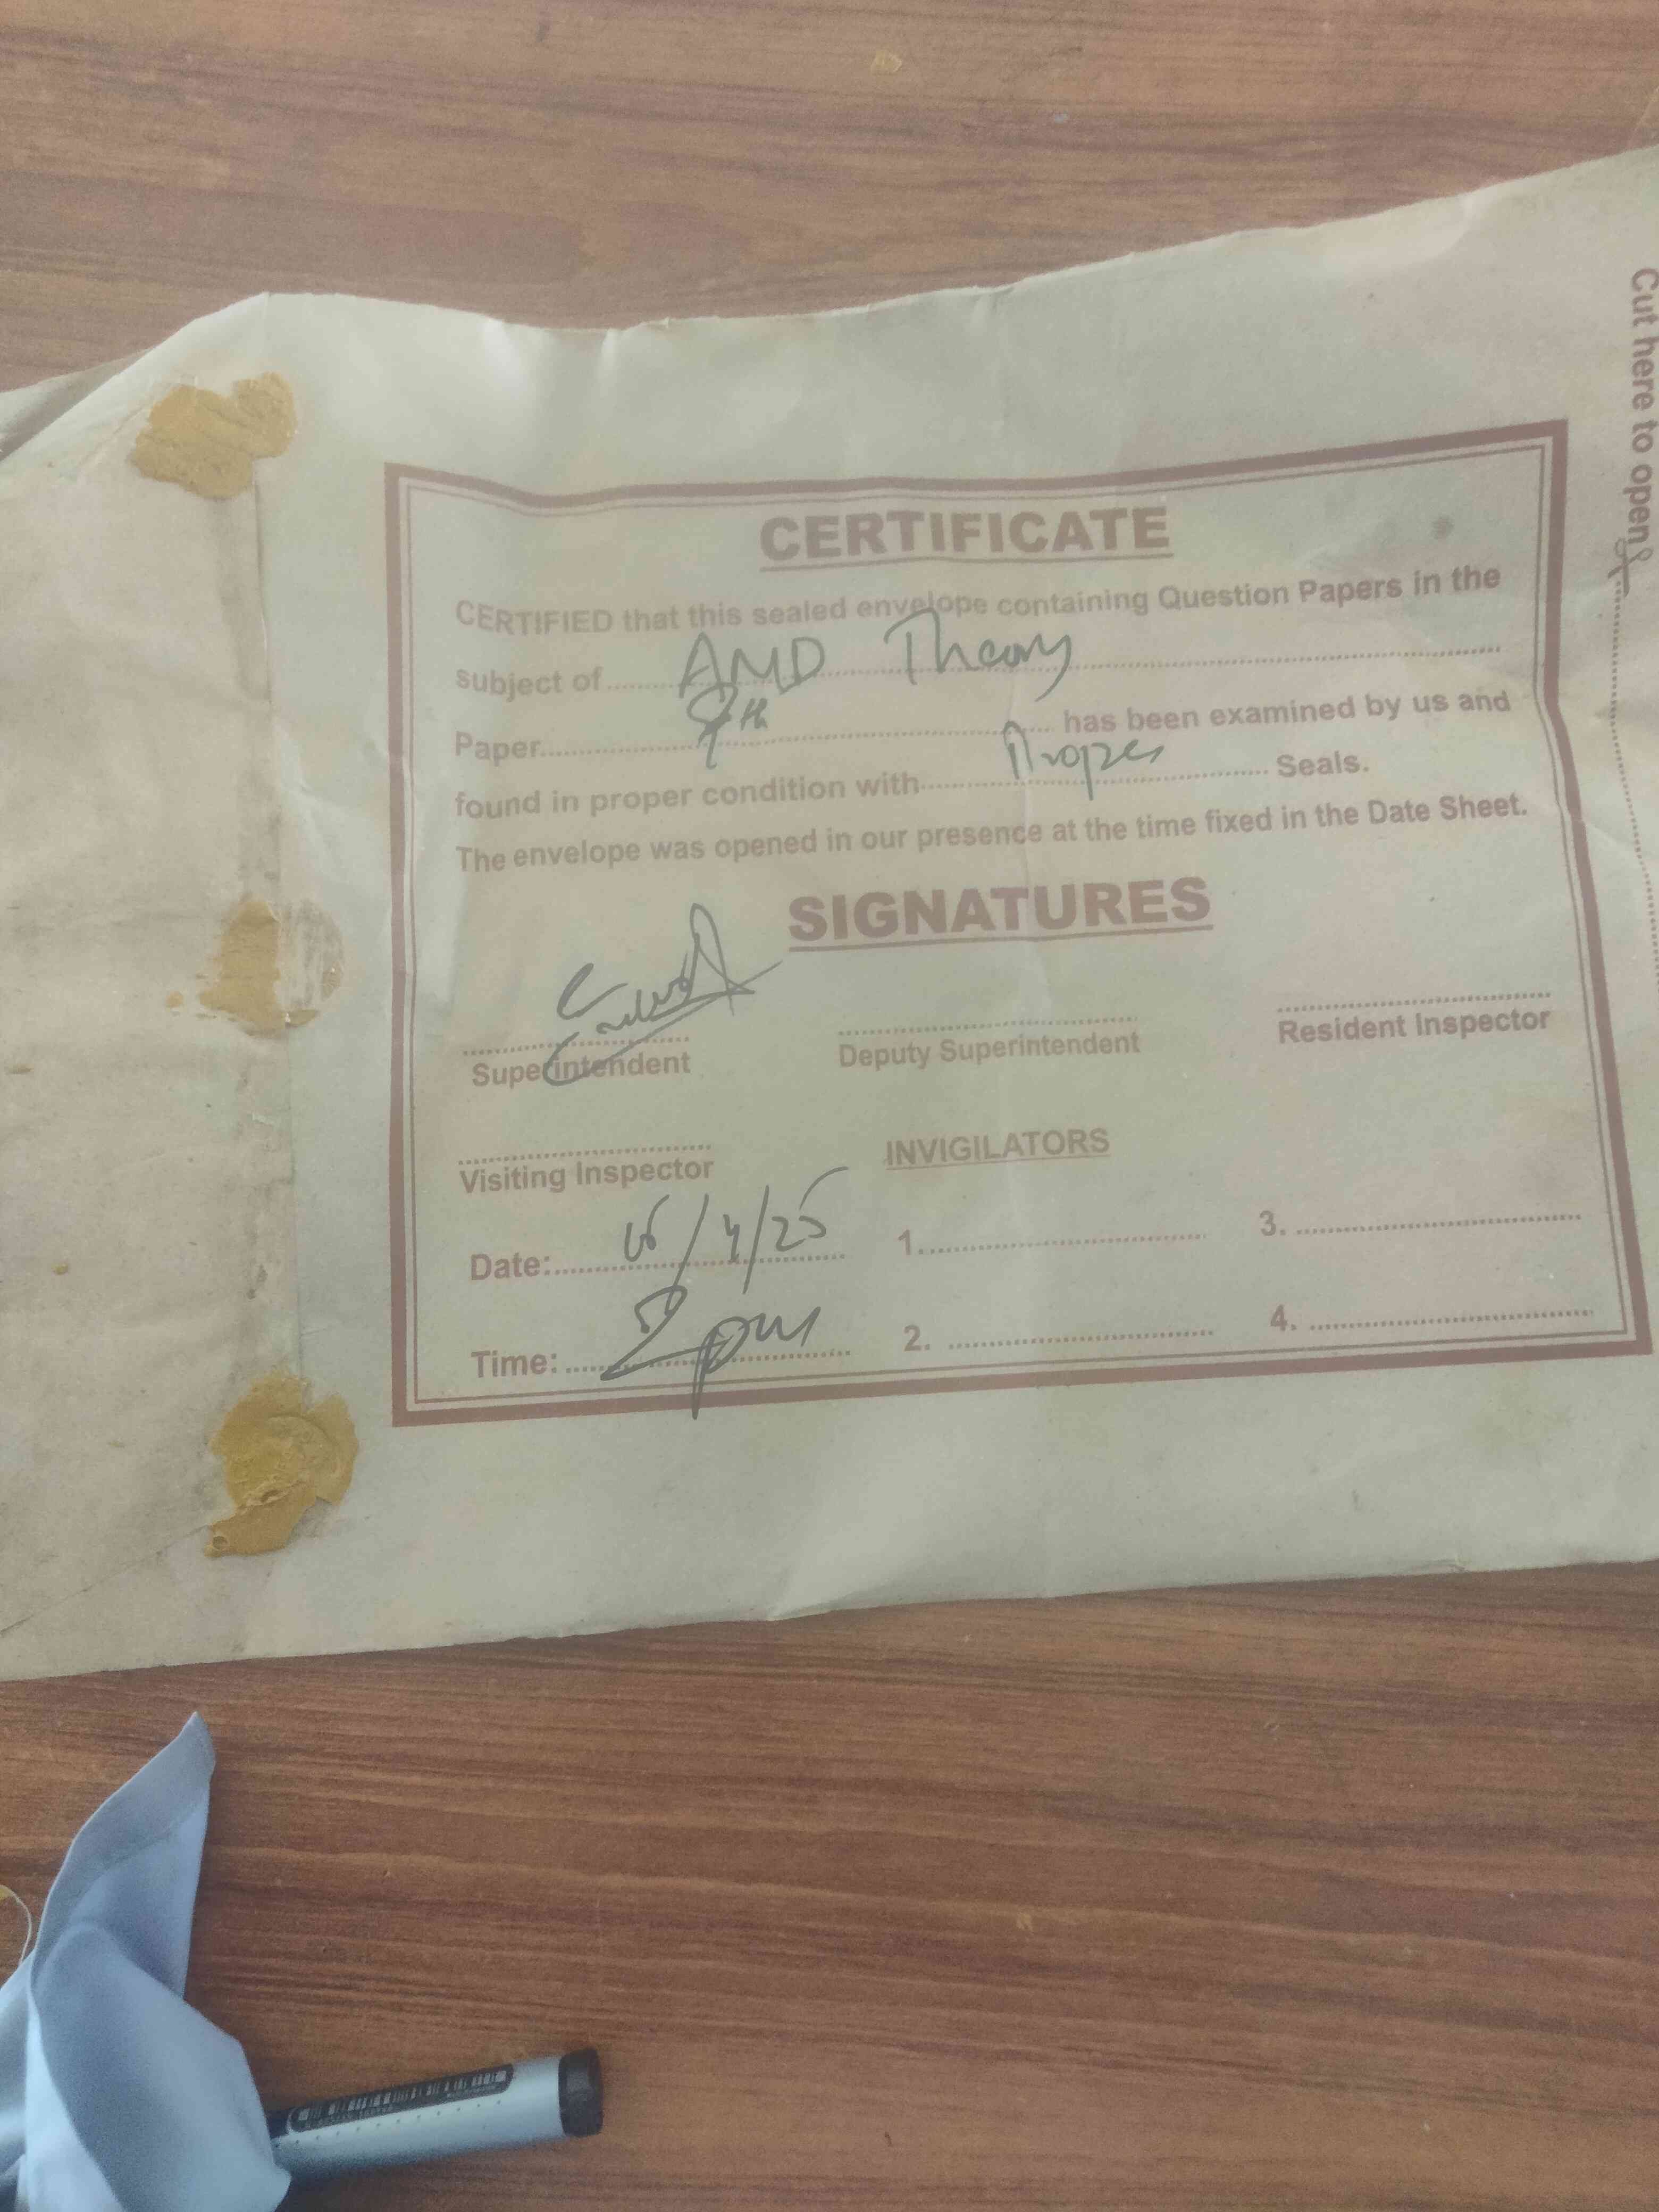 Cut here to open
CERTIFICATE
CERTIFIED that this sealed envelope containing Question Papers in the
subject of AMD Theory
Paper 9th has been examined by us and
found in proper condition with Proper Seals.
The envelope was opened in our presence at the time fixed in the Date Sheet.
SIGNATURES
Superintendent Deputy Superintendent Resident Inspector
Visiting Inspector INVIGILATORS
Date: /4/25 1. 3.
Time: 2 pm 2. 4.